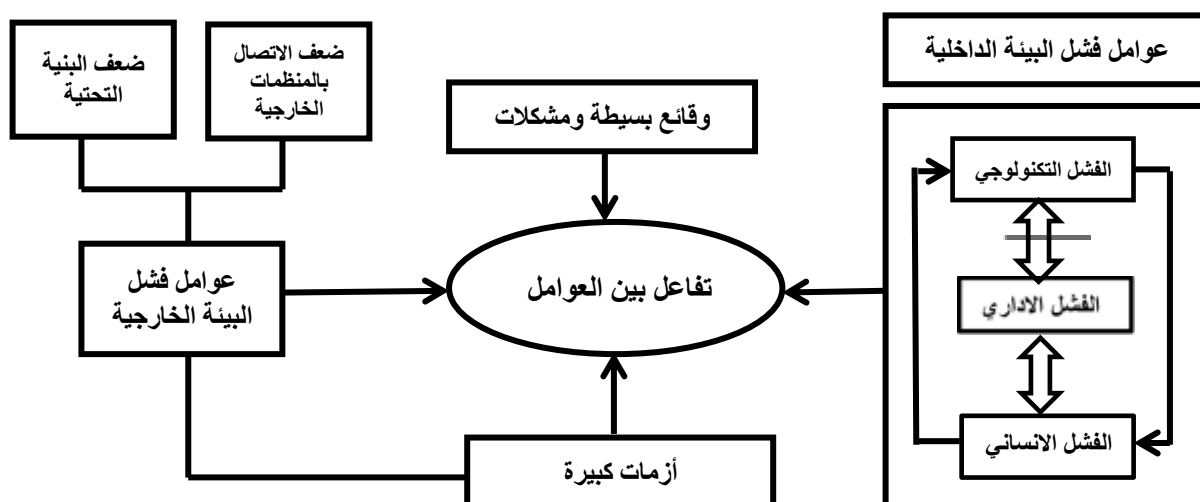 عوامل فشل البيئة الداخلية
ضعف الاتصال
بالمنظمات
الخارجية
ضعف البنية
التحتية
وقائع بسيطة ومشكلات
الفشل التكنولوجي
تفاعل بين العوامل
عوامل فشل
البيئة الخارجية
الفشل الاداري
الفشل الانساني
أزمات كبيرة